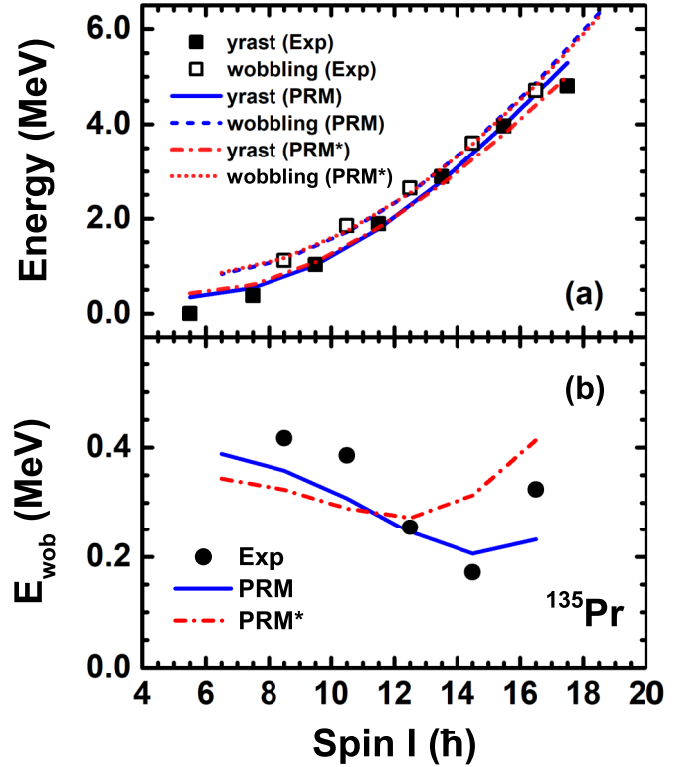 6.0
4.0
2.0
0.0
Energy (MeV)
yrast (Exp)
wobbling (Exp)
yrast (PRM)
wobbling (PRM)
yrast (PRM*)
wobbling (PRM*)
(a)
(b)
0.4
0.2
0.0
E_wob (MeV)
Exp
PRM
PRM*
¹³⁵Pr
4 6 8 10 12 14 16 18 20
Spin I (ħ)